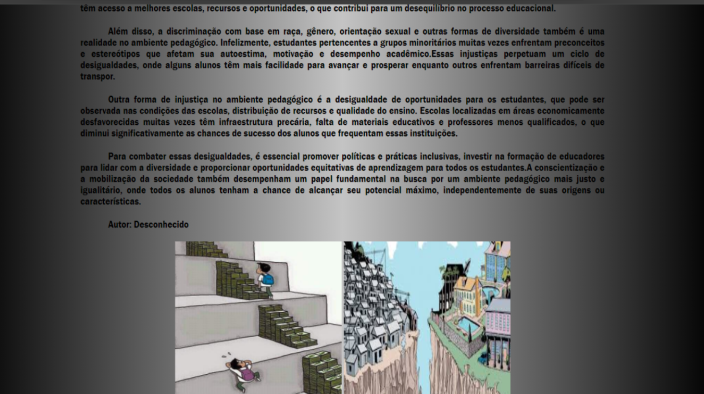 têm acesso a melhores escolas, recursos e oportunidades, o que contribui para um desequilíbrio no processo educacional.
Além disso, a discriminação com base em raça, gênero, orientação sexual e outras formas de diversidade também é uma
realidade no ambiente pedagógico. Infelizmente, estudantes pertencentes a grupos minoritários muitas vezes enfrentam preconceitos
e estereótipos que afetam sua autoestima, motivação e desempenho acadêmico.Essas injustiças perpetuam um ciclo de
desigualdades, onde alguns alunos têm mais facilidade para avançar e prosperar enquanto outros enfrentam barreiras difíceis de
transpor.
Outra forma de injustiça no ambiente pedagógico é a desigualdade de oportunidades para os estudantes, que pode ser
observada nas condições das escolas, distribuição de recursos e qualidade do ensino. Escolas localizadas em áreas economicamente
desfavorecidas muitas vezes têm infraestrutura precária, falta de materiais educativos e professores menos qualificados, o que
diminui significativamente as chances de sucesso dos alunos que frequentam essas instituições.
Para combater essas desigualdades, é essencial promover políticas e práticas inclusivas, investir na formação de educadores
para lidar com a diversidade e proporcionar oportunidades equitativas de aprendizagem para todos os estudantes.A conscientização e
a mobilização da sociedade também desempenham um papel fundamental na busca por um ambiente pedagógico mais justo e
igualitário, onde todos os alunos tenham a chance de alcançar seu potencial máximo, independentemente de suas origens ou
características.
Autor: Desconhecido